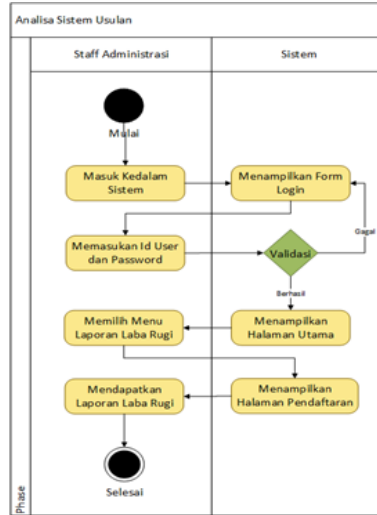 Analisa Sistem Usulan
Staff Administrasi
Sistem
Mulai
Masuk Kedalam
Sistem
Menampilkan Form
Login
Gagal
Memasukan Id User
dan Password
Validasi
Berhasil
Menampilkan
Halaman Utama
Memilih Menu
Laporan Laba Rugi
Menampilkan
Halaman Pendaftaran
Mendapatkan
Laporan Laba Rugi
Selesai
Phase